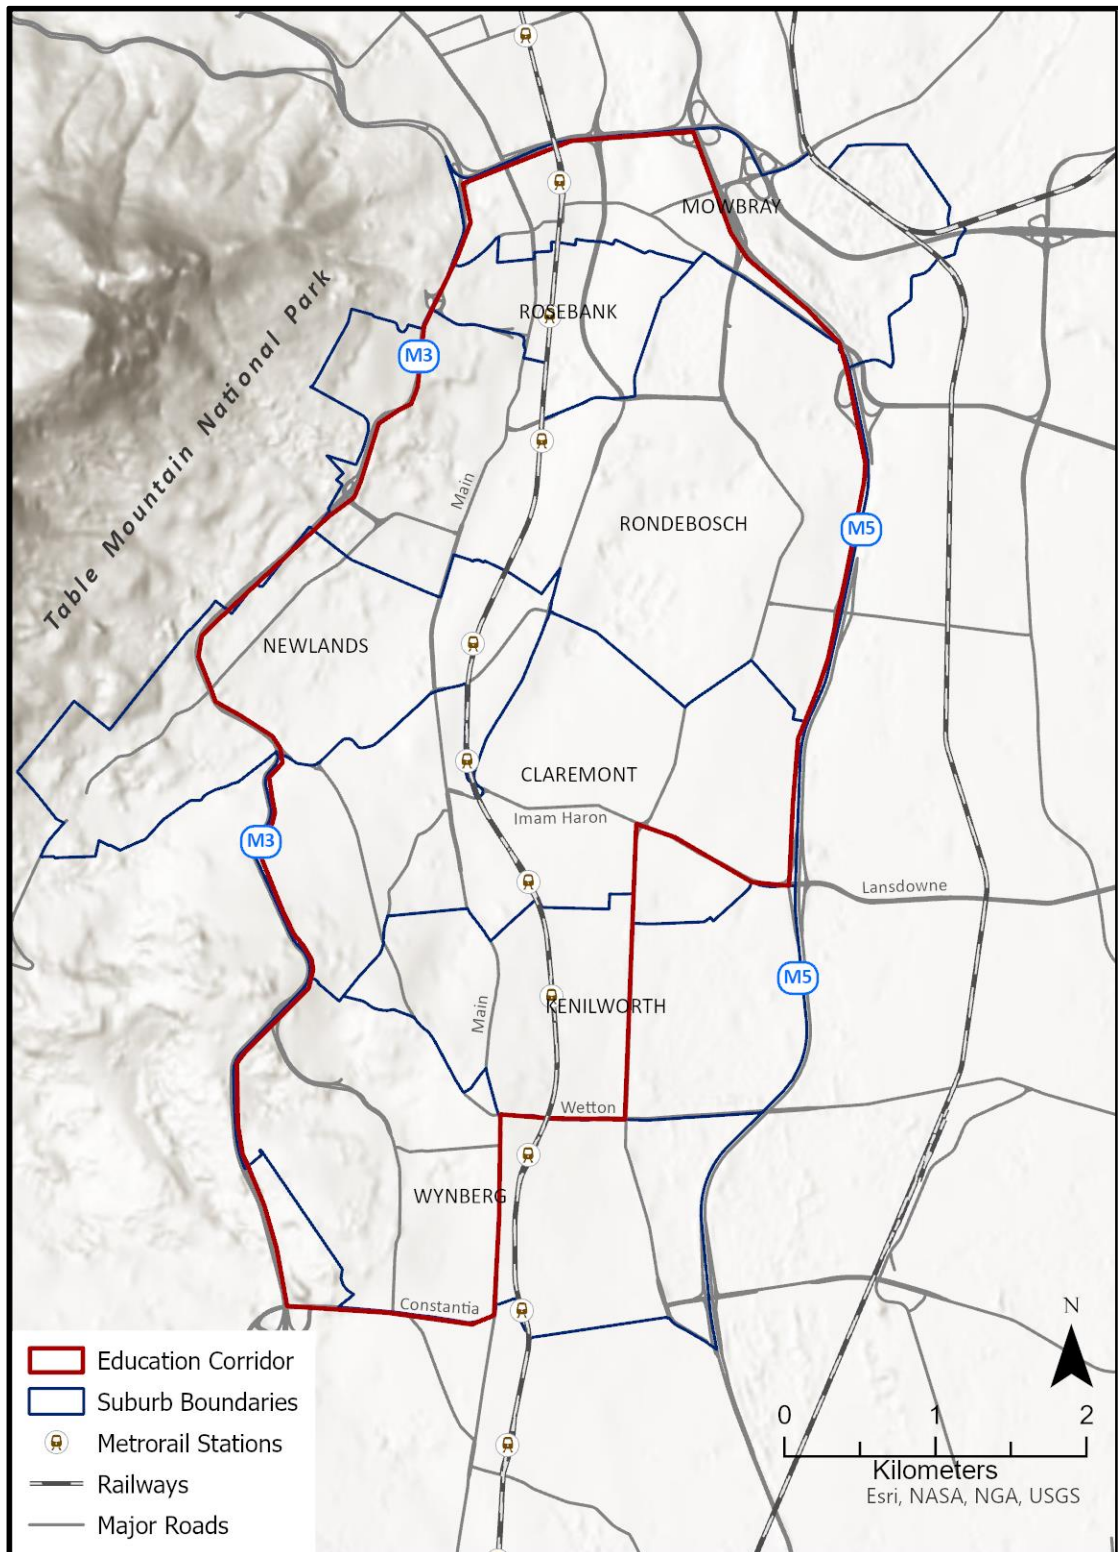 MOWBRAY
ROSEBANK
M3
Table Mountain National Park
Main
RONDEBOSCH
M5
NEWLANDS
CLAREMONT
Imam Haron
M3
Lansdowne
M5
KENILWORTH
Main
Wetton
WYNBERG
Constantia
N
Education Corridor
Suburb Boundaries
Metrorail Stations
Railways
Major Roads
0 1 2
Kilometers
Esri, NASA, NGA, USGS